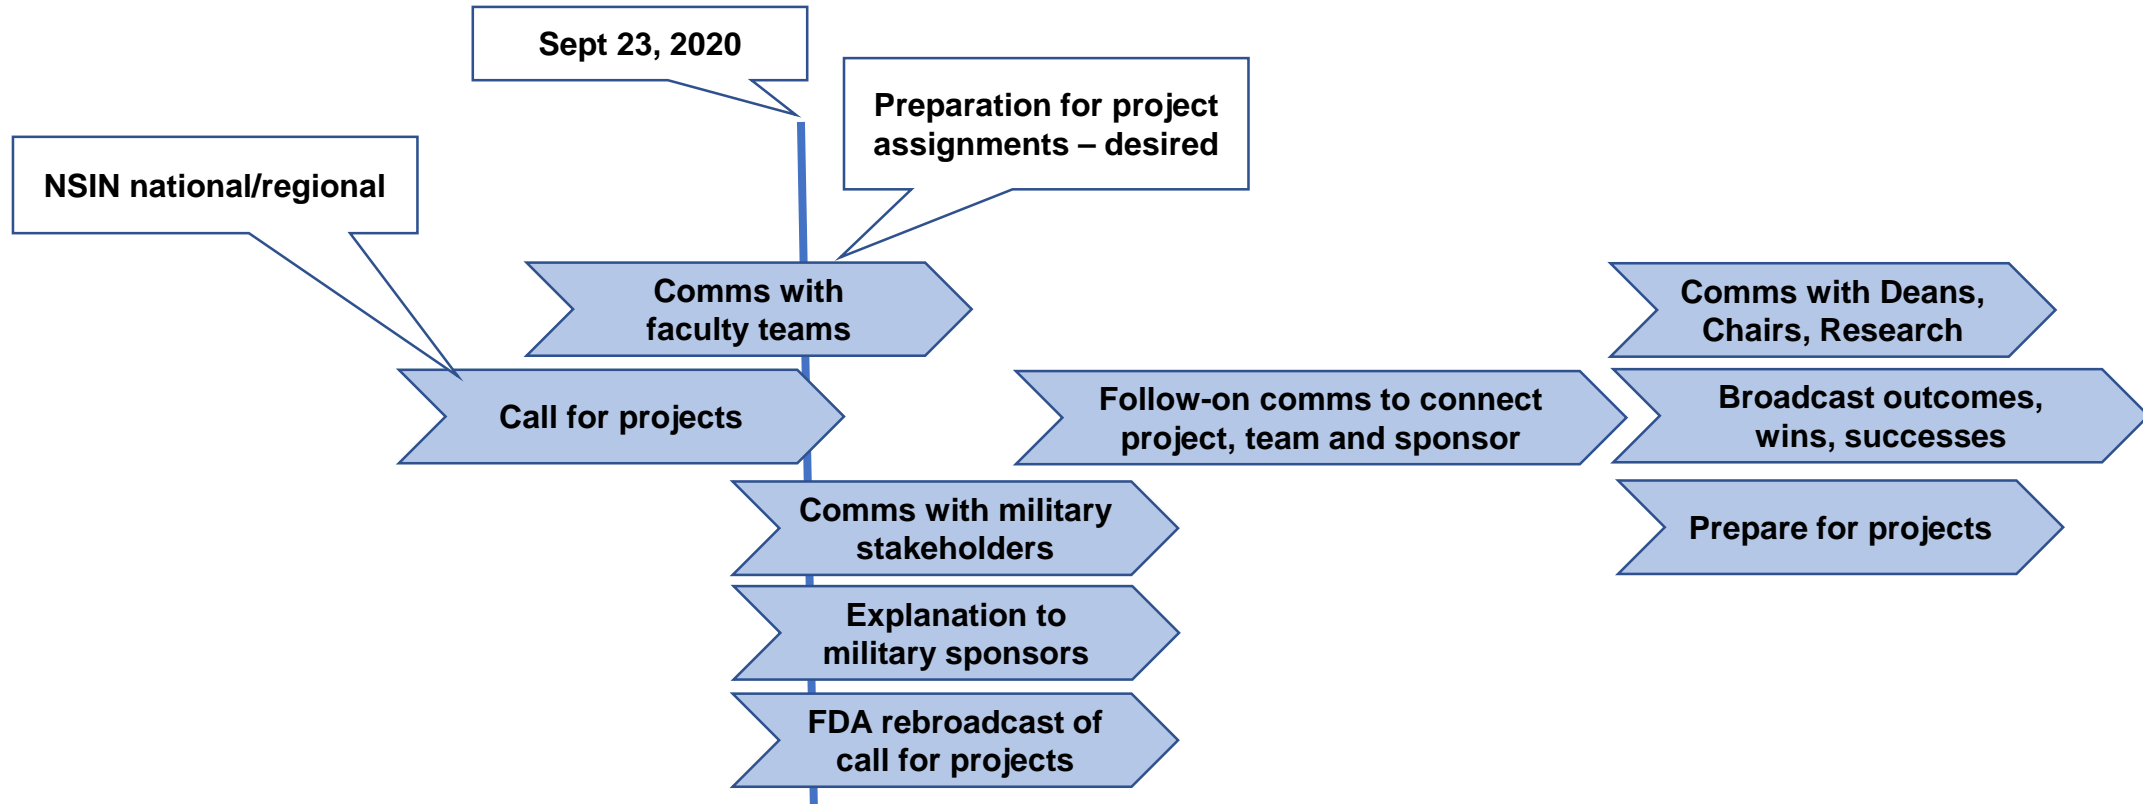 Sept 23, 2020
Preparation for project
assignments – desired
NSIN national/regional
Comms with
faculty teams
Comms with Deans,
Chairs, Research
Call for projects
Follow-on comms to connect
project, team and sponsor
Broadcast outcomes,
wins, successes
Comms with military
stakeholders
Prepare for projects
Explanation to
military sponsors
FDA rebroadcast of
call for projects